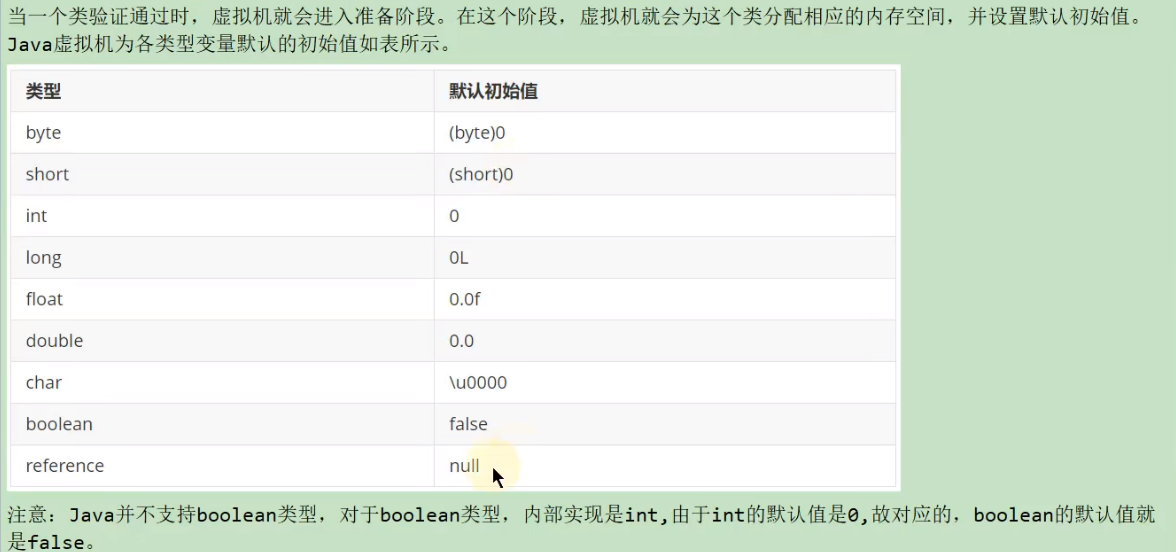 当一个类验证通过时，虚拟机就会进入准备阶段。在这个阶段，虚拟机就会为这个类分配相应的内存空间，并设置默认初始值。
Java虚拟机为各类型变量默认的初始值如表所示。
类型 默认初始值
byte (byte)0
short (short)0
int 0
long 0L
float 0.0f
double 0.0
char \u0000
boolean false
reference null
注意：Java并不支持boolean类型，对于boolean类型，内部实现是int,由于int的默认值是0,故对应的，boolean的默认值就
是false。